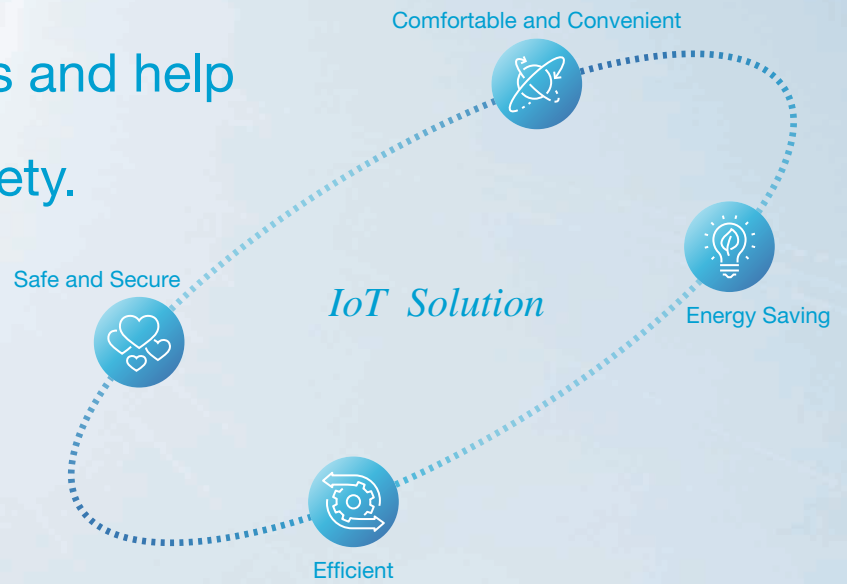 Comfortable and Convenient
s and help
ety.
Safe and Secure
IoT Solution
Energy Saving
Efficient